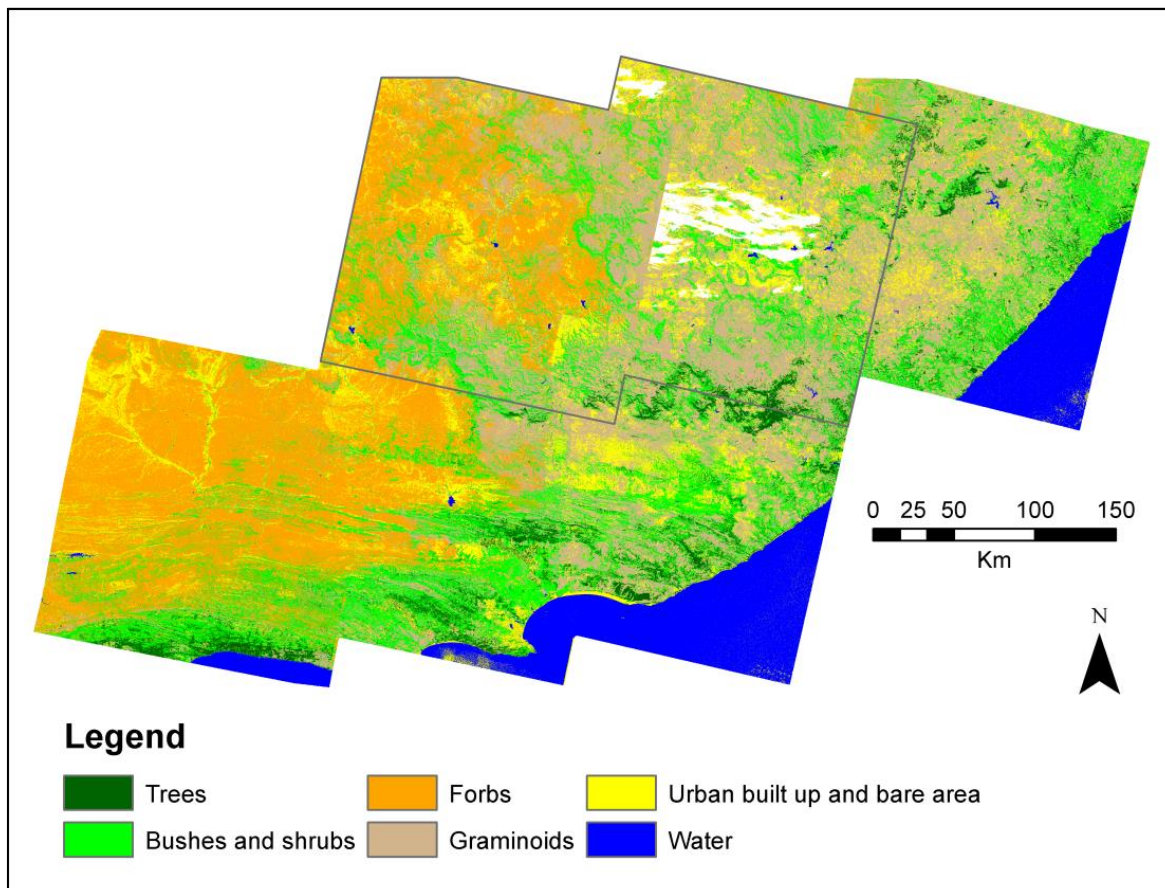 0 25 50 100 150
Km
N
Legend
Trees
Forbs
Urban built up and bare area
Bushes and shrubs
Graminoids
Water